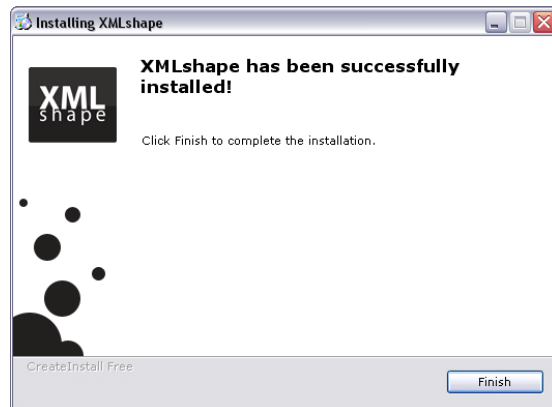 Installing XMLshape
XML
shape
XMLshape has been successfully
installed!
Click Finish to complete the installation.
CreateInstall Free
Finish